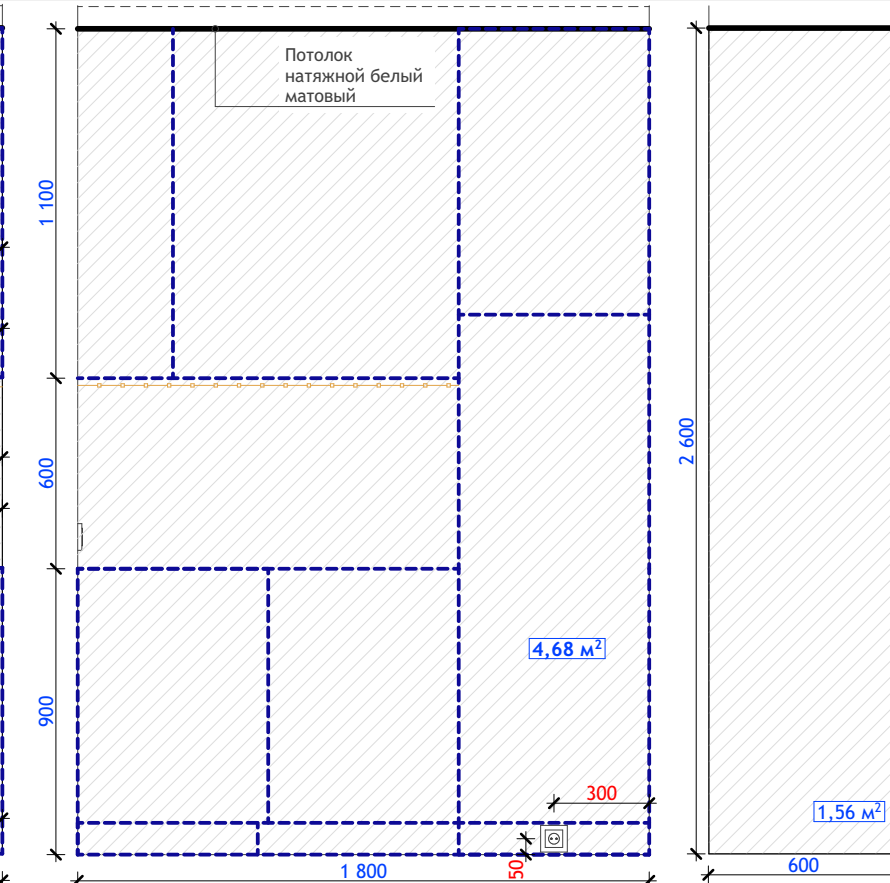 Потолок
натяжной белый
матовый
1 100
600
2 600
4,68 м²
900
300
1,56 м²
50
1 800
600